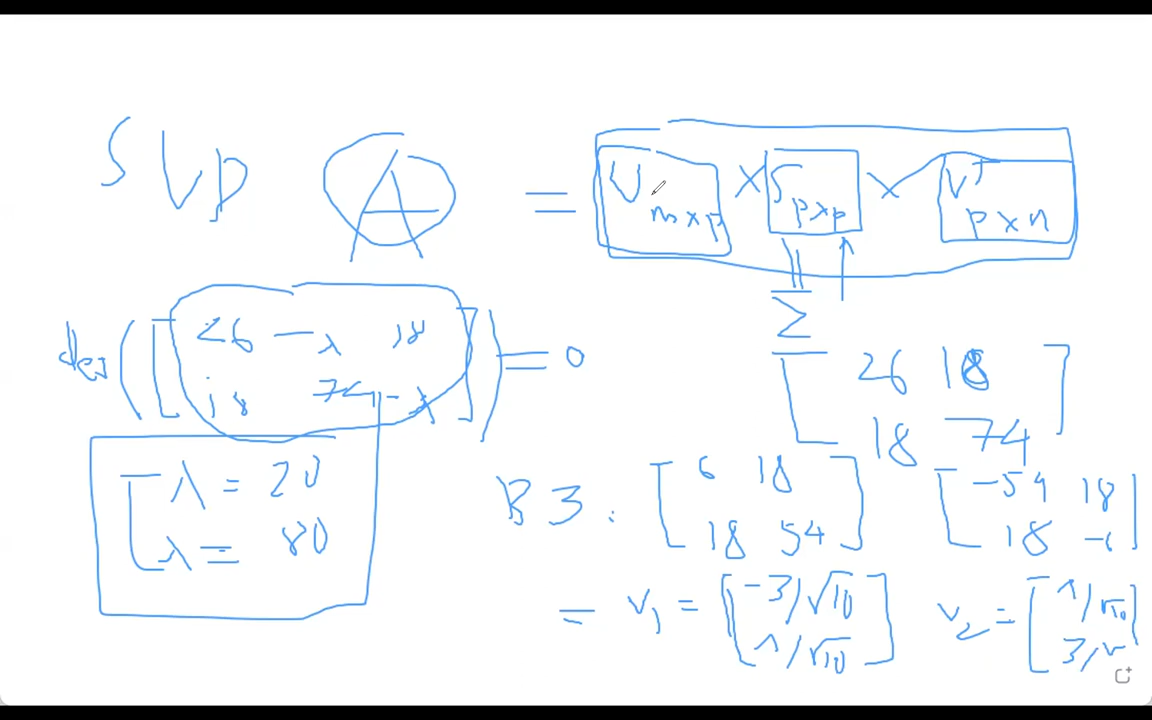 SVD A = U m×p × S p×p × V^T p×n
Σ
det([26 - λ 18
18 74 - λ]) = 0
[26 18
18 74]
[λ = 20
λ = 80
B3: [6 18
18 54] [-54 18
18 -6]
= v1 = [-3/√10
1/√10] v2 = [1/√10
3/√